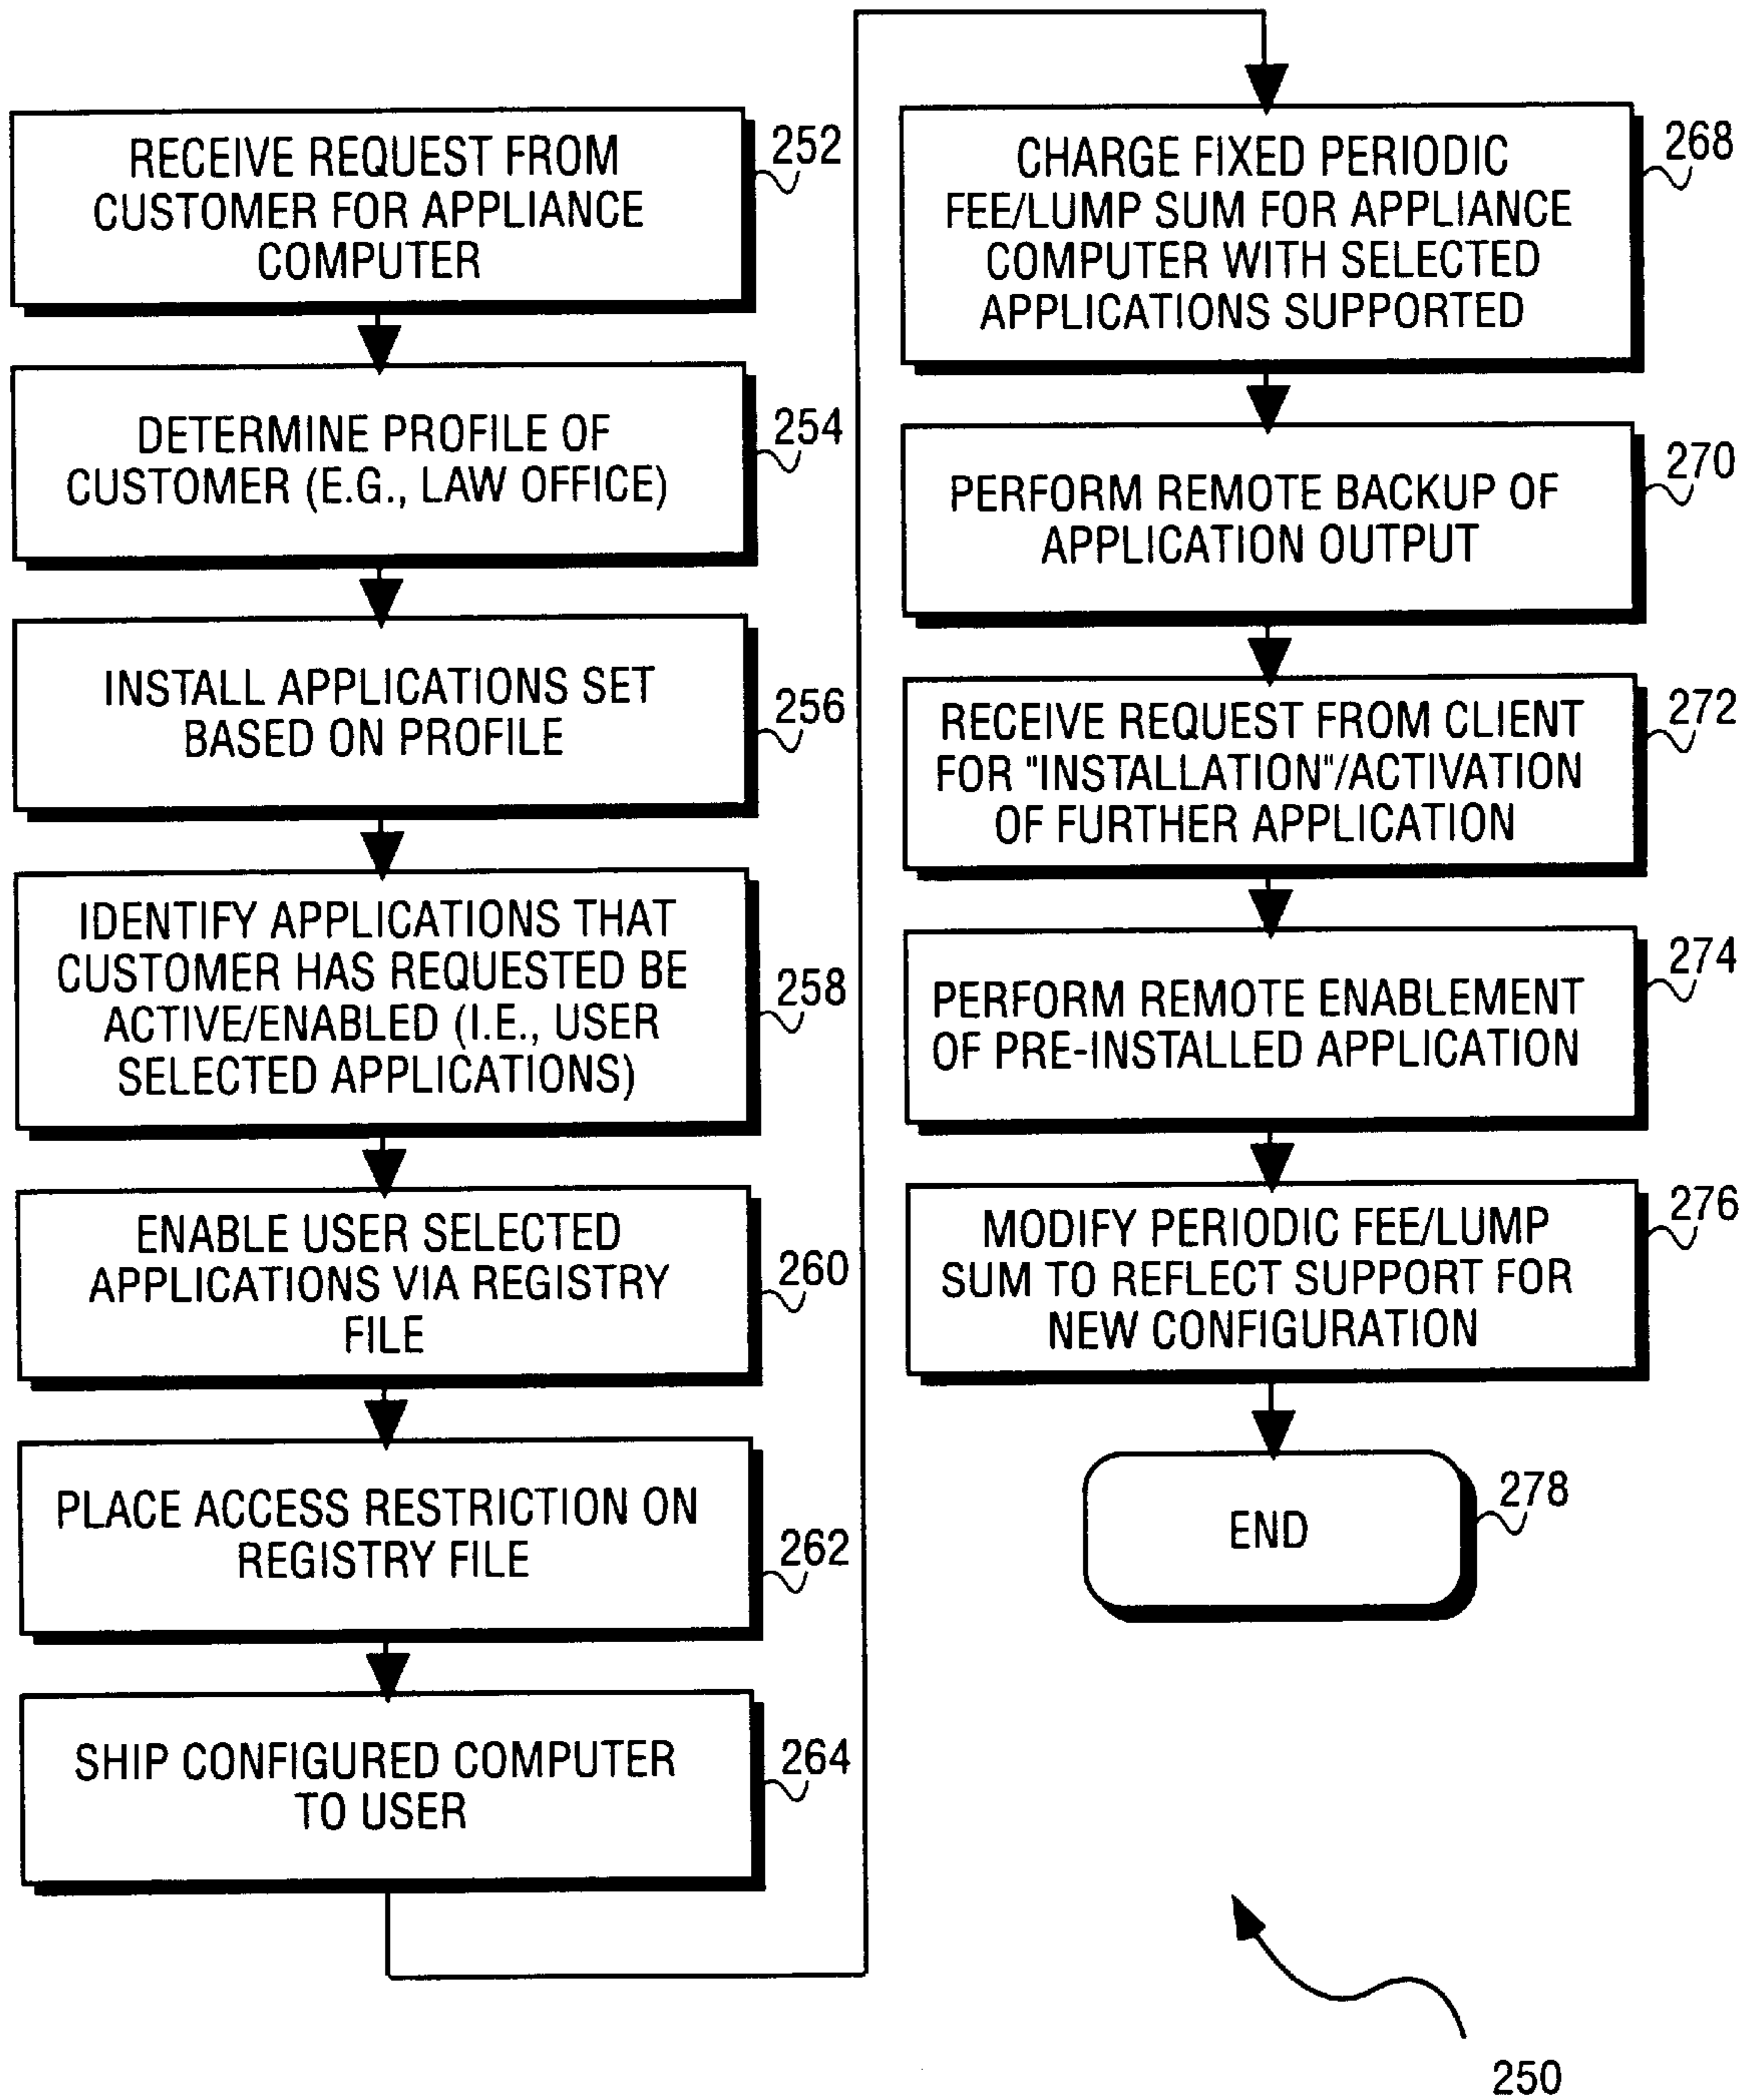 RECEIVE REQUEST FROM
CUSTOMER FOR APPLIANCE
COMPUTER
252
DETERMINE PROFILE OF
CUSTOMER (E.G., LAW OFFICE)
254
INSTALL APPLICATIONS SET
BASED ON PROFILE
256
IDENTIFY APPLICATIONS THAT
CUSTOMER HAS REQUESTED BE
ACTIVE/ENABLED (I.E., USER
SELECTED APPLICATIONS)
258
ENABLE USER SELECTED
APPLICATIONS VIA REGISTRY
FILE
260
PLACE ACCESS RESTRICTION ON
REGISTRY FILE
262
SHIP CONFIGURED COMPUTER
TO USER
264
CHARGE FIXED PERIODIC
FEE/LUMP SUM FOR APPLIANCE
COMPUTER WITH SELECTED
APPLICATIONS SUPPORTED
268
PERFORM REMOTE BACKUP OF
APPLICATION OUTPUT
270
RECEIVE REQUEST FROM CLIENT
FOR "INSTALLATION"/ACTIVATION
OF FURTHER APPLICATION
272
PERFORM REMOTE ENABLEMENT
OF PRE-INSTALLED APPLICATION
274
MODIFY PERIODIC FEE/LUMP
SUM TO REFLECT SUPPORT FOR
NEW CONFIGURATION
276
END
278
250